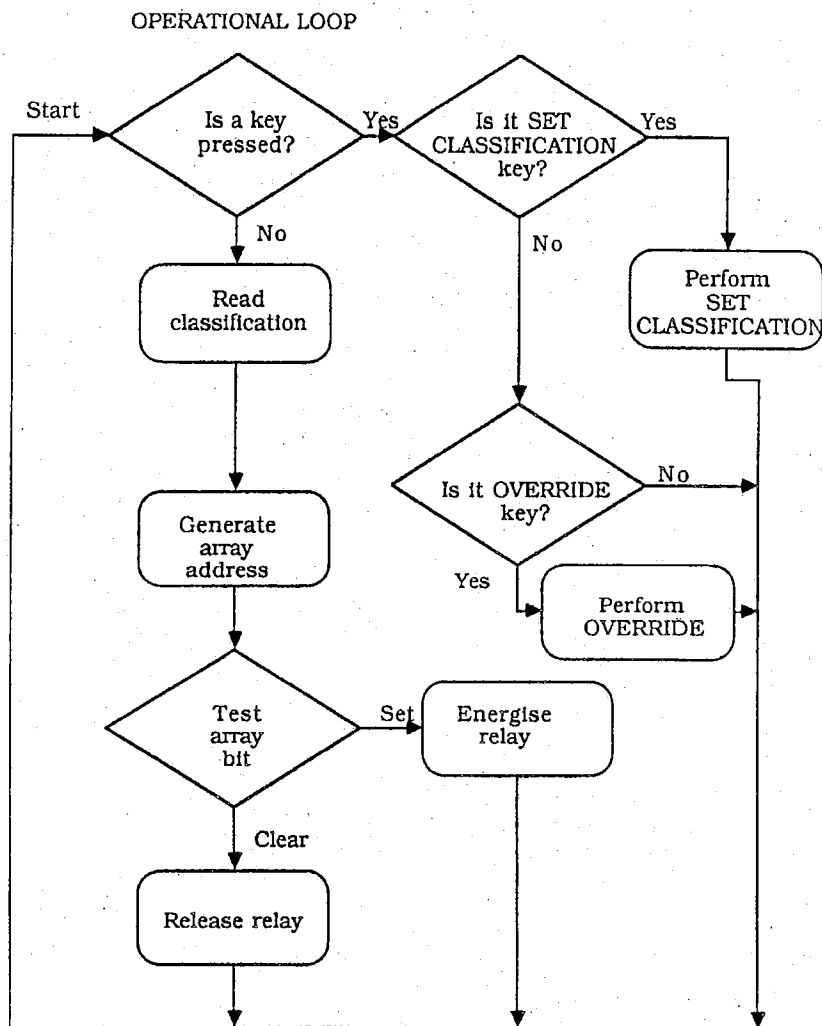 OPERATIONAL LOOP
Start
Is a key
pressed?
Yes
Is it SET
CLASSIFICATION
key?
Yes
No
Read
classification
No
Perform
SET
CLASSIFICATION
Generate
array
address
Is it OVERRIDE
key?
No
Yes
Perform
OVERRIDE
Test
array
bit
Set
Energise
relay
Clear
Release relay